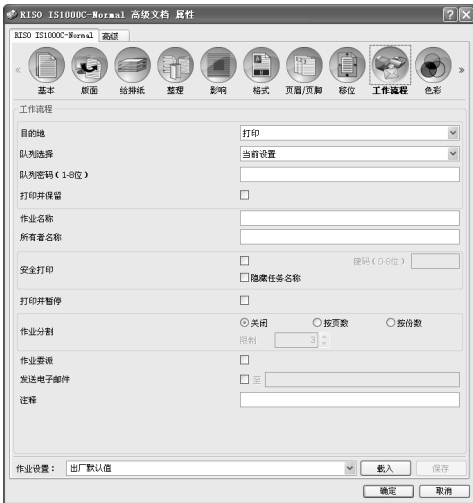 RISO IS1000C-Normal 高级文档 属性
RISO IS1000C-Normal 高级
基本 版面 给排纸 整理 影响 格式 页眉/页脚 移位 工作流程 色彩
工作流程
目的地 打印
队列选择 当前设置
队列密码(1-8位)
打印并保留
作业名称
所有者名称
安全打印 密码(0-8位)
隐藏任务名称
打印并暂停
作业分割 关闭 按页数 按份数
限制 3
作业委派
发送电子邮件 至
注释
作业设置: 出厂默认值 载入 保存
确定 取消